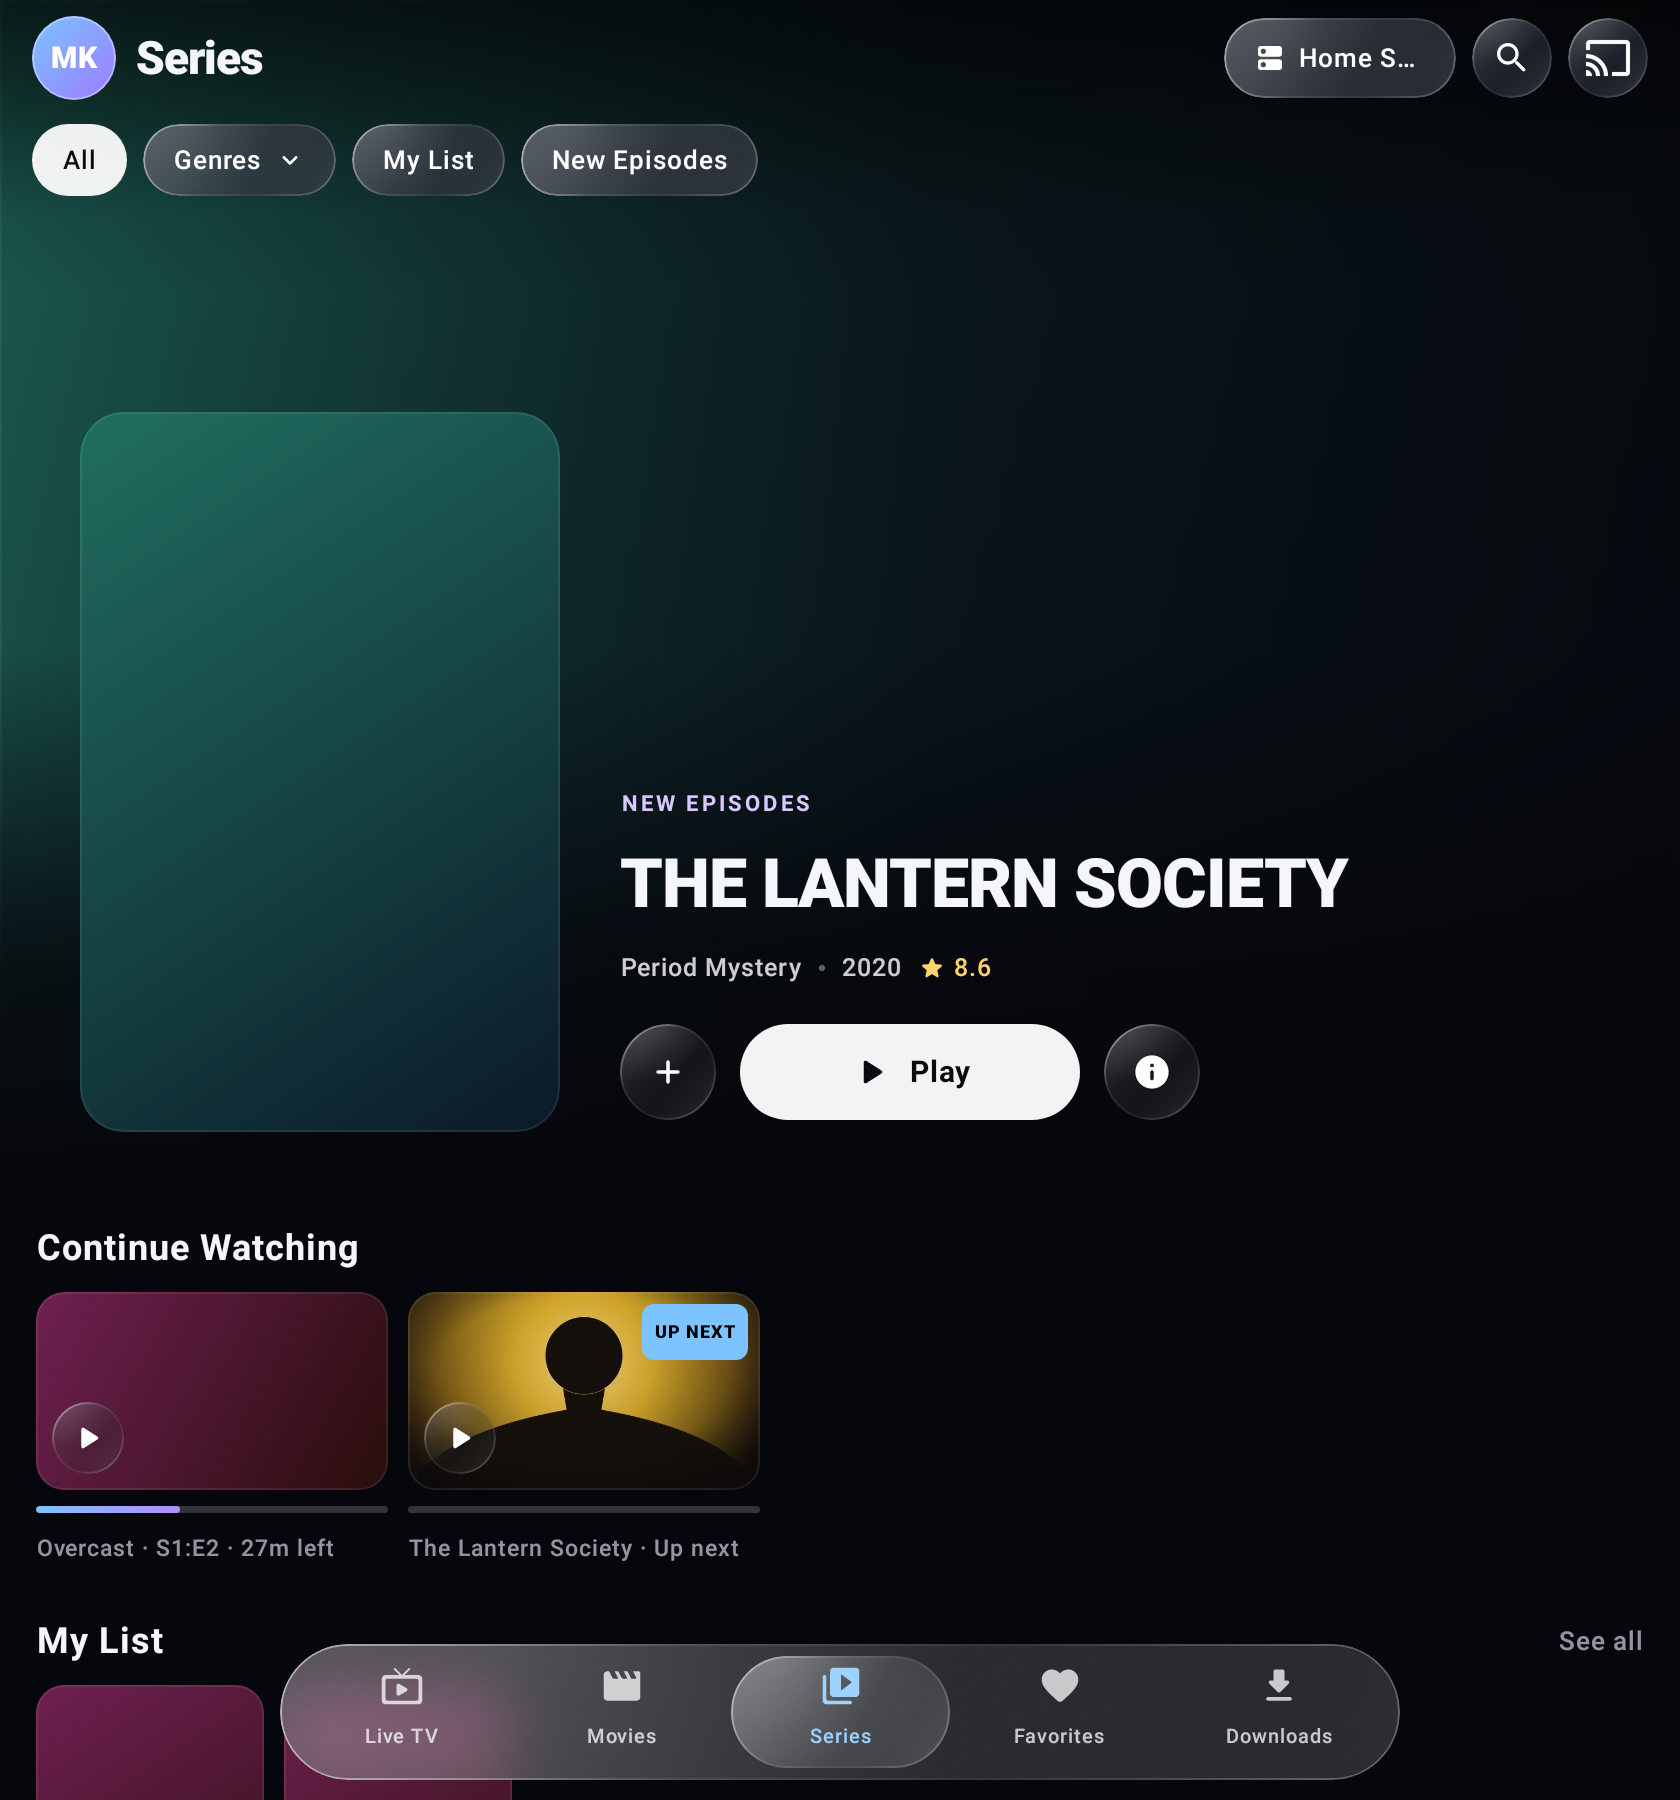 MK
Series
Home S...
All
Genres
My List
New Episodes
NEW EPISODES
THE LANTERN SOCIETY
Period Mystery • 2020 ★ 8.6
Play
Continue Watching
UP NEXT
Overcast · S1:E2 · 27m left
The Lantern Society · Up next
My List
See all
Live TV
Movies
Series
Favorites
Downloads